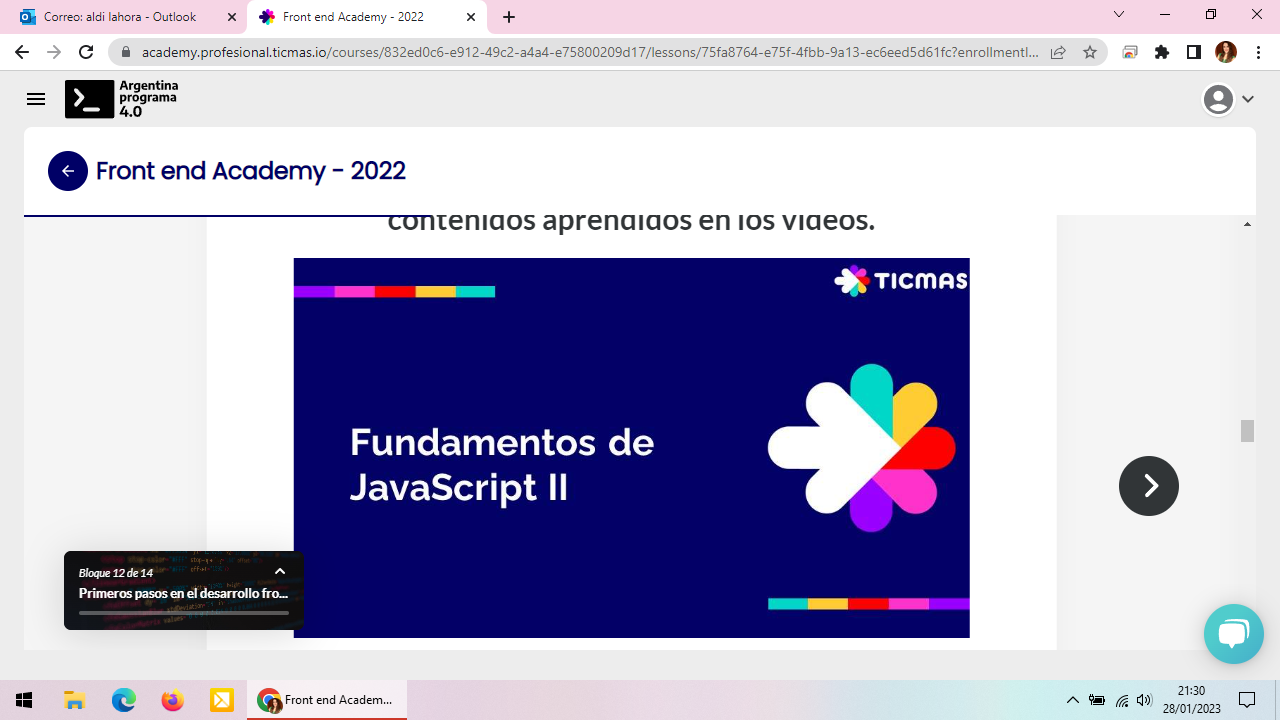 Correo: aldi lahora - Outlook
Front end Academy - 2022
academy.profesional.ticmas.io/courses/832ed0c6-e912-49c2-a4a4-e75800209d17/lessons/75fa8764-e75f-4fbb-9a13-ec6eed5d61fc?enrollmentI...
Argentina
programa
4.0
Front end Academy - 2022
contenidos aprendidos en los videos.
TICMAS
Fundamentos de
JavaScript II
Bloque 12 de 14
Primeros pasos en el desarrollo fro...
Front end Academ...
21:30
28/01/2023